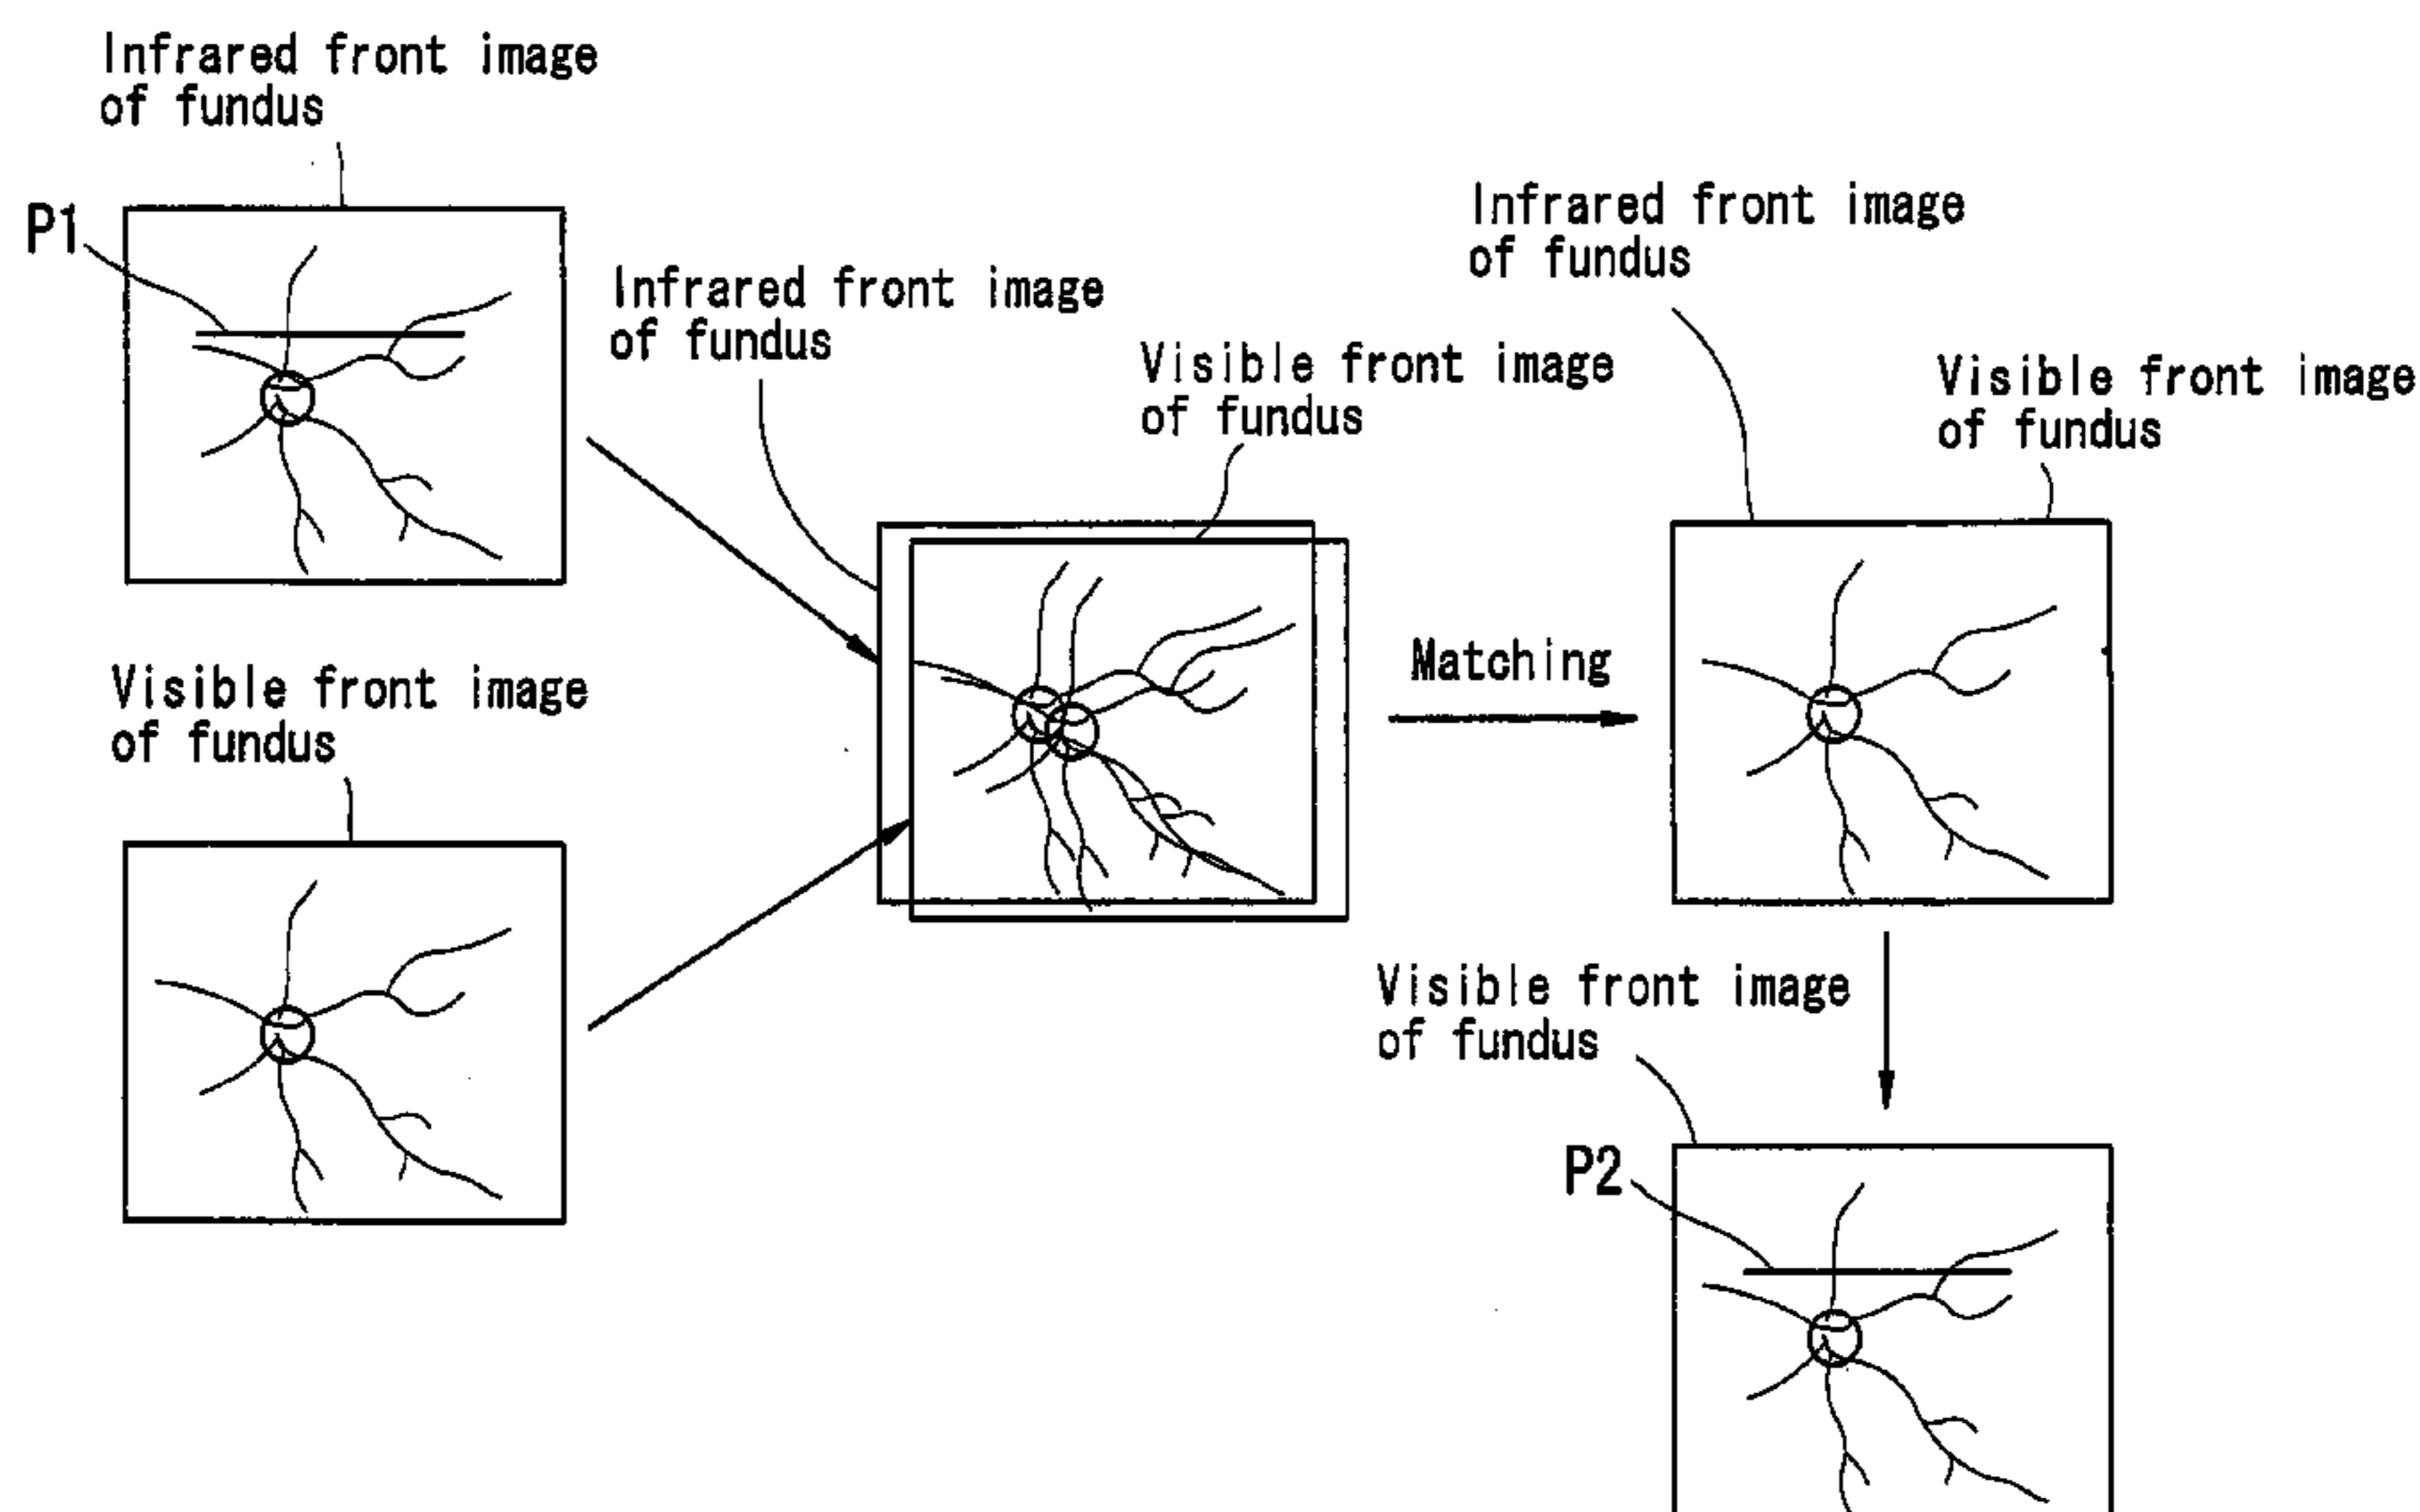 Infrared front image
of fundus
P1
Infrared front image
of fundus
Visible front image
of fundus
Infrared front image
of fundus
Visible front image
of fundus
Matching
Visible front image
of fundus
Visible front image
of fundus
P2